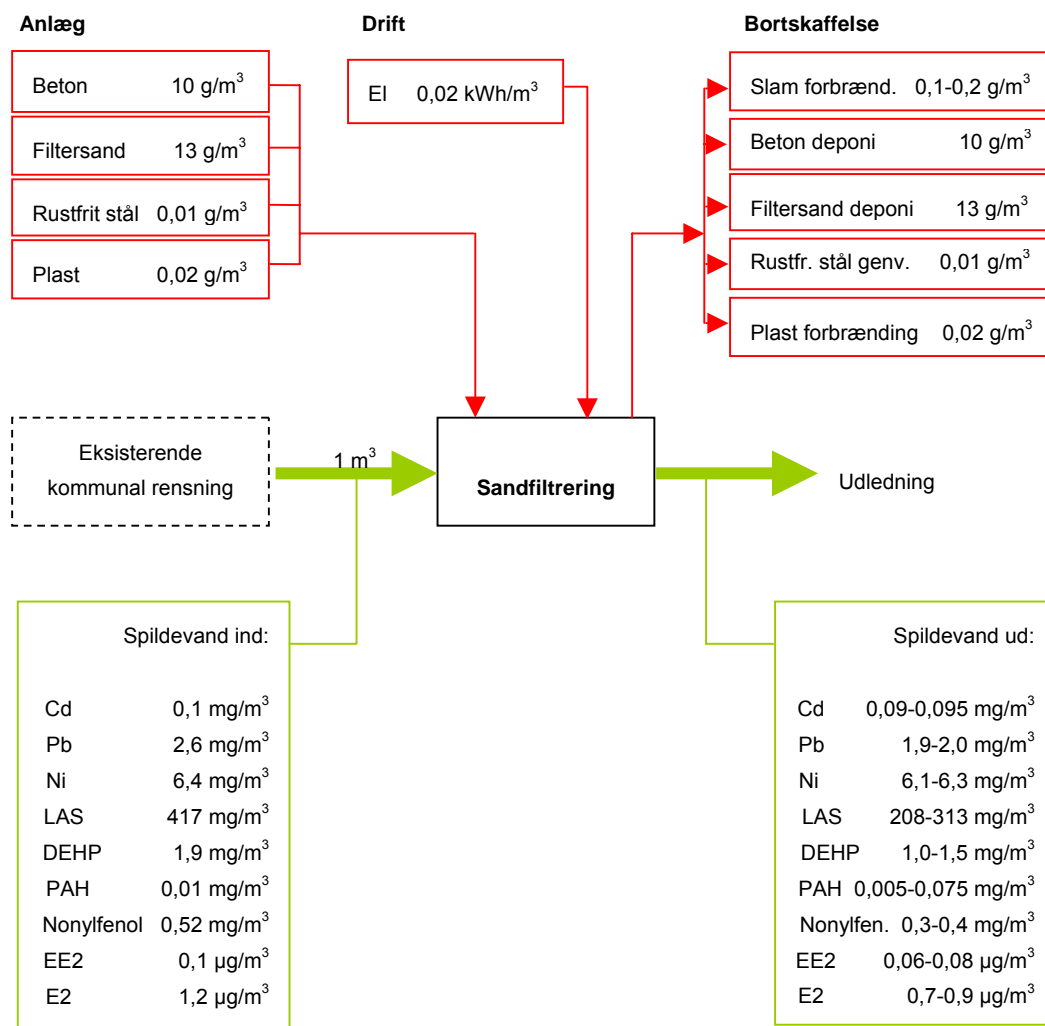 Anlæg
Drift
Bortskaffelse
Beton 10 g/m³
Filtersand 13 g/m³
Rustfrit stål 0,01 g/m³
Plast 0,02 g/m³
El 0,02 kWh/m³
Slam forbrænd. 0,1-0,2 g/m³
Beton deponi 10 g/m³
Filtersand deponi 13 g/m³
Rustfr. stål genv. 0,01 g/m³
Plast forbrænding 0,02 g/m³
Eksisterende
kommunal rensning
1 m³
Sandfiltrering
Udledning
Spildevand ind:
Cd 0,1 mg/m³
Pb 2,6 mg/m³
Ni 6,4 mg/m³
LAS 417 mg/m³
DEHP 1,9 mg/m³
PAH 0,01 mg/m³
Nonylfenol 0,52 mg/m³
EE2 0,1 µg/m³
E2 1,2 µg/m³
Spildevand ud:
Cd 0,09-0,095 mg/m³
Pb 1,9-2,0 mg/m³
Ni 6,1-6,3 mg/m³
LAS 208-313 mg/m³
DEHP 1,0-1,5 mg/m³
PAH 0,005-0,075 mg/m³
Nonylfen. 0,3-0,4 mg/m³
EE2 0,06-0,08 µg/m³
E2 0,7-0,9 µg/m³